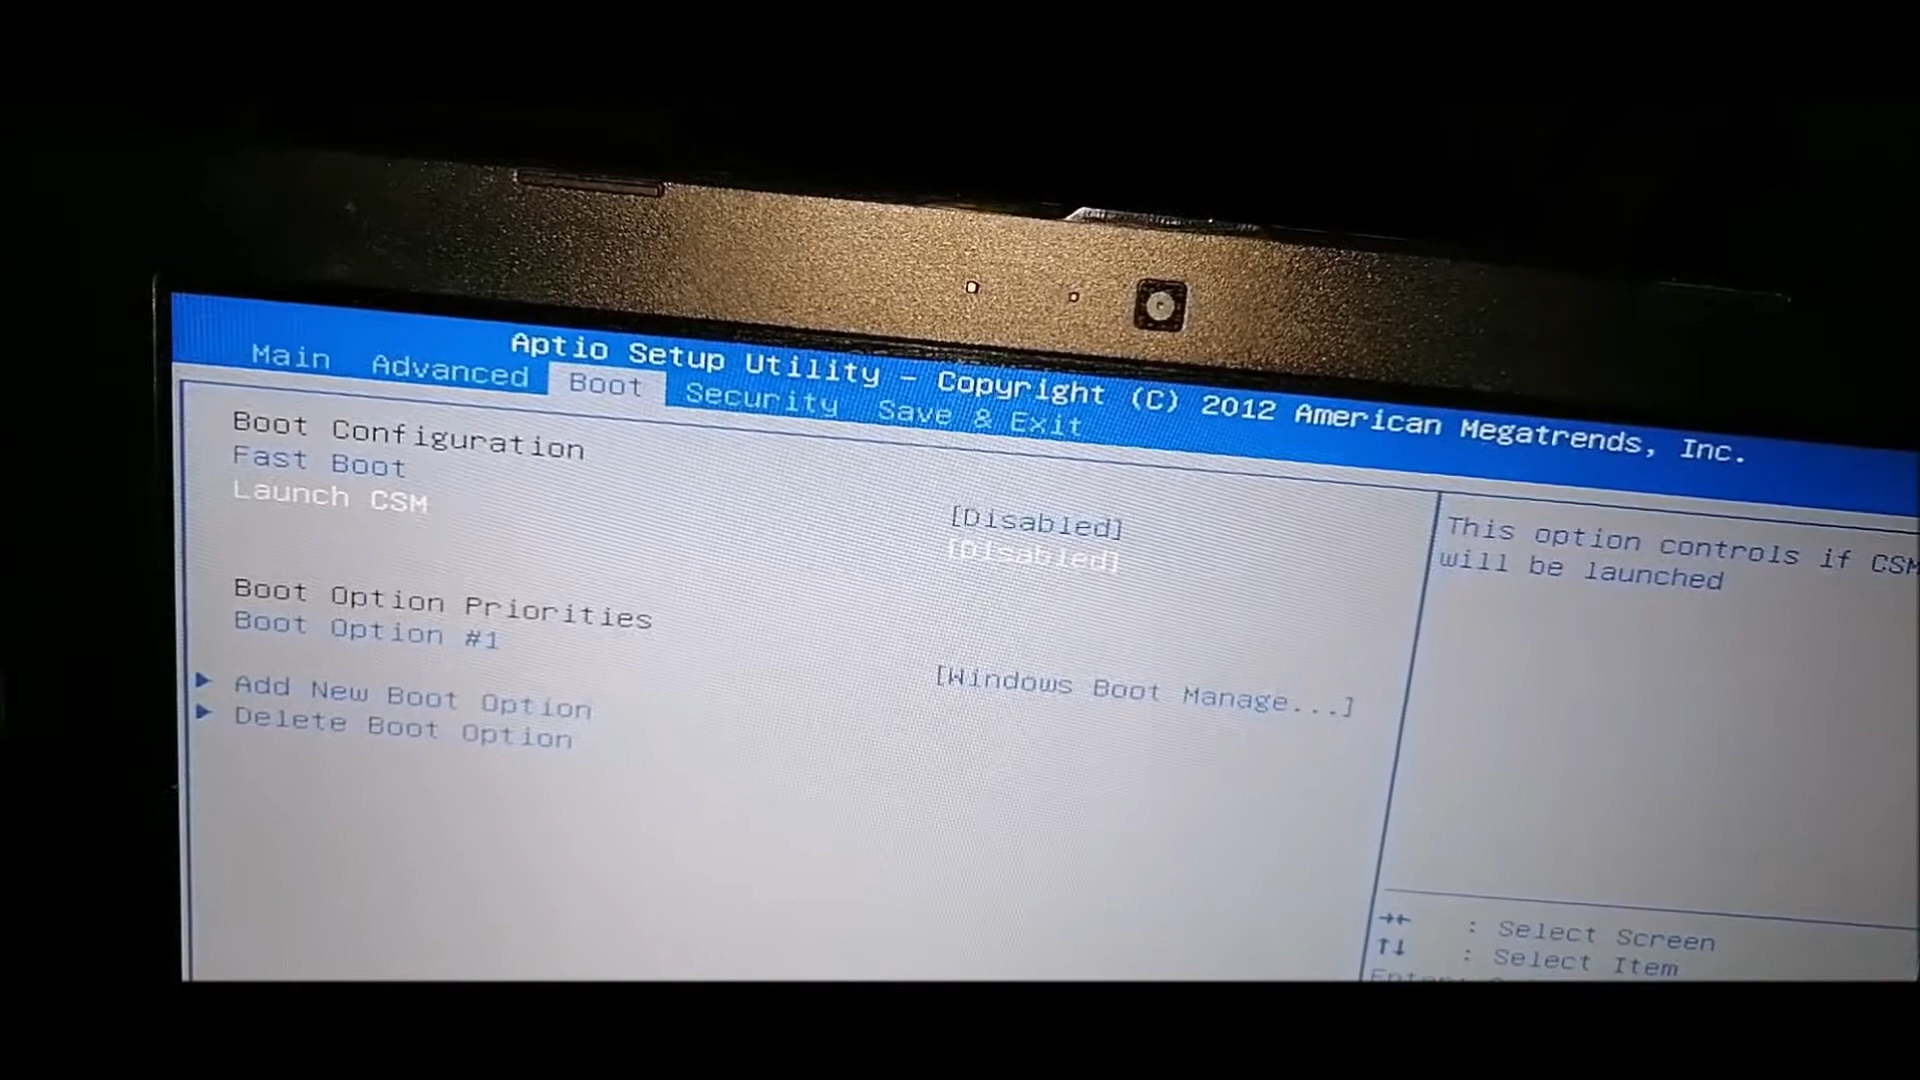 Aptio Setup Utility – Copyright (C) 2012 American Megatrends, Inc.
Main Advanced Boot Security Save & Exit
Boot Configuration
Fast Boot [Disabled]
Launch CSM [Disabled]
Boot Option Priorities
Boot Option #1 [Windows Boot Manage...]
Add New Boot Option
Delete Boot Option
This option controls if CSM
will be launched
→← : Select Screen
↑↓ : Select Item